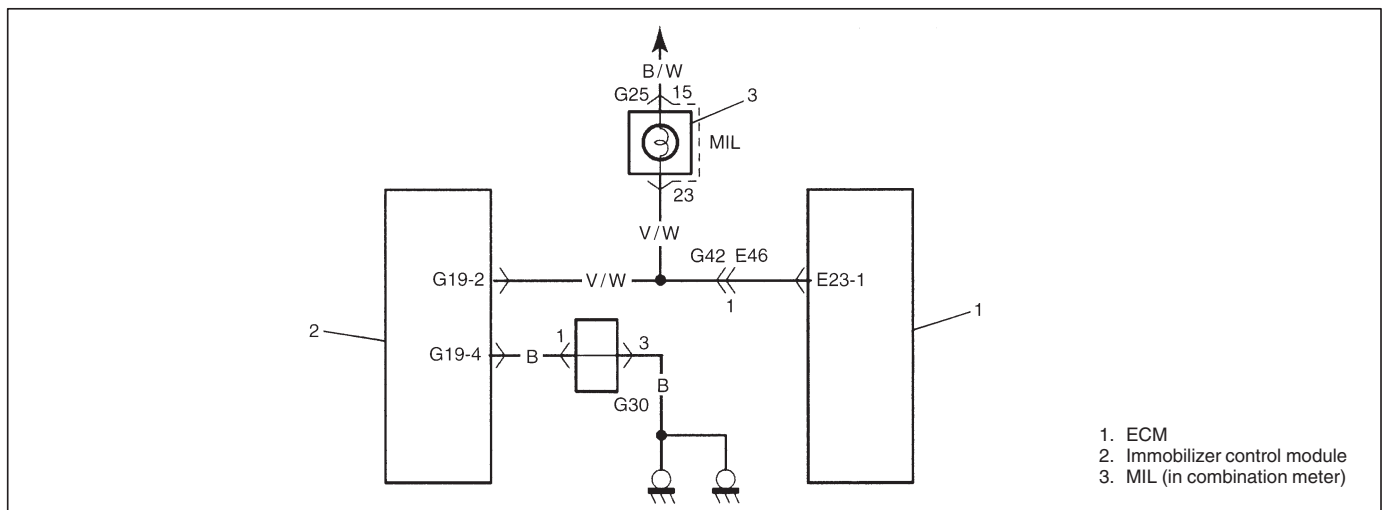 B/W
G25 15
3
MIL
23
V/W
G42 E46
G19-2 V/W E23-1
1
2
1
G19-4 B 1 3
B
G30
1. ECM
2. Immobilizer control module
3. MIL (in combination meter)